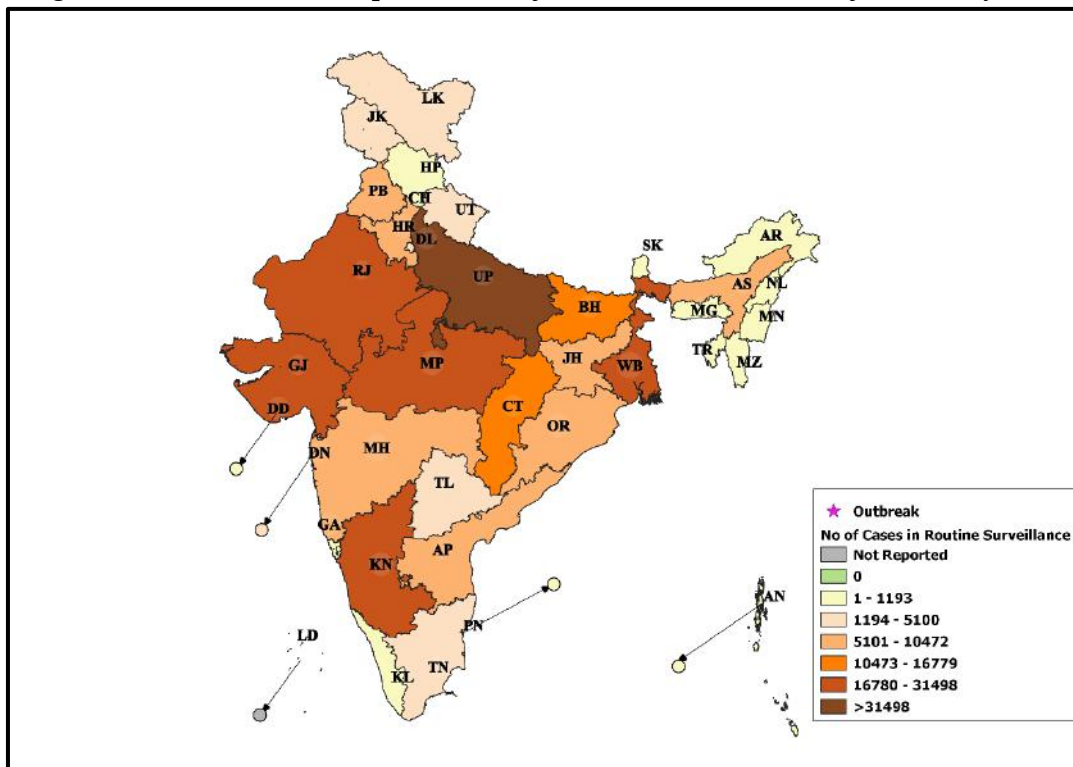 LK
JK
HP
PB
CH
UT
HR
DL
SK
AR
RJ
UP
AS
NL
BH
MG
MN
GJ
MP
JH
TR
MZ
WB
DD
CT
OR
MH
DN
TL
GA
AP
KN
AN
PN
LD
TN
KL
Outbreak
No of Cases in Routine Surveillance
Not Reported
0
1 - 1193
1194 - 5100
5101 - 10472
10473 - 16779
16780 - 31498
>31498